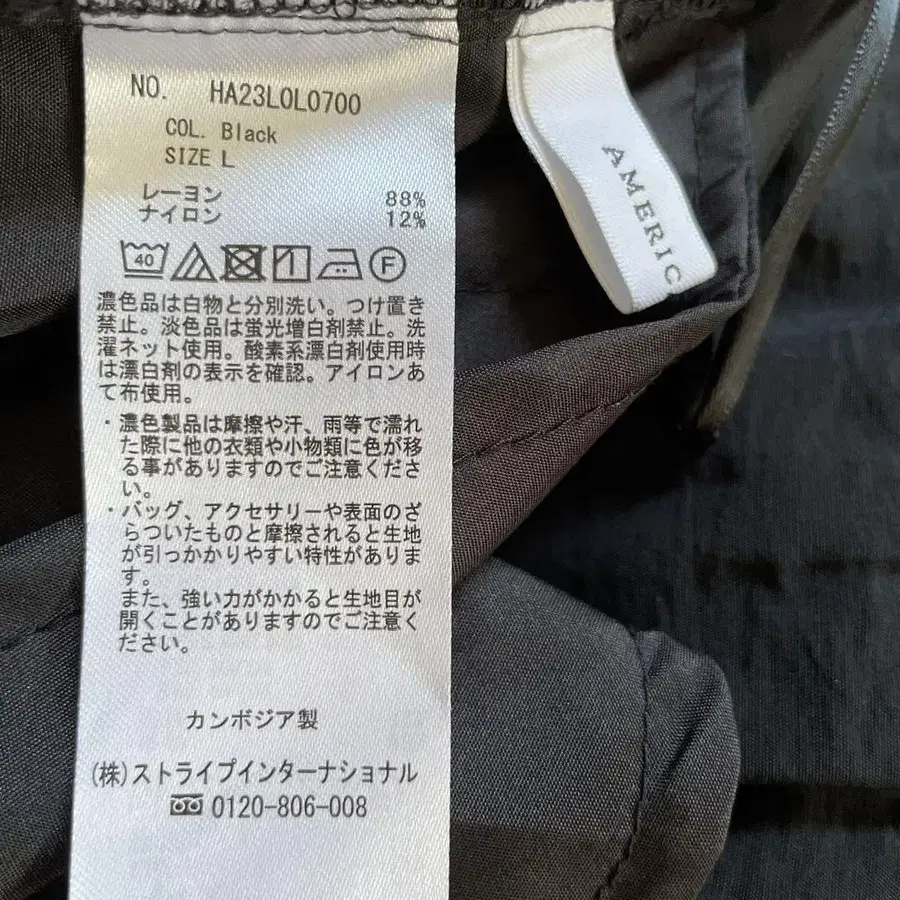 NO. HA23L0L0700
COL. Black
SIZE L
レーヨン 88%
ナイロン 12%
40
F
濃色品は白物と分別洗い。つけ置き
禁止。淡色品は蛍光増白剤禁止。洗
濯ネット使用。酸素系漂白剤使用時
は漂白剤の表示を確認。アイロンあ
て布使用。
・濃色製品は摩擦や汗、雨等で濡れ
た際に他の衣類や小物類に色が移
る事がありますのでご注意くださ
い。
・バッグ、アクセサリーや表面のざ
らついたものと摩擦されると生地
が引っかかりやすい特性がありま
す。
また、強い力がかかると生地目が
開くことがありますのでご注意く
ださい。
カンボジア製
(株)ストライプインターナショナル
0120-806-008
AMERIC